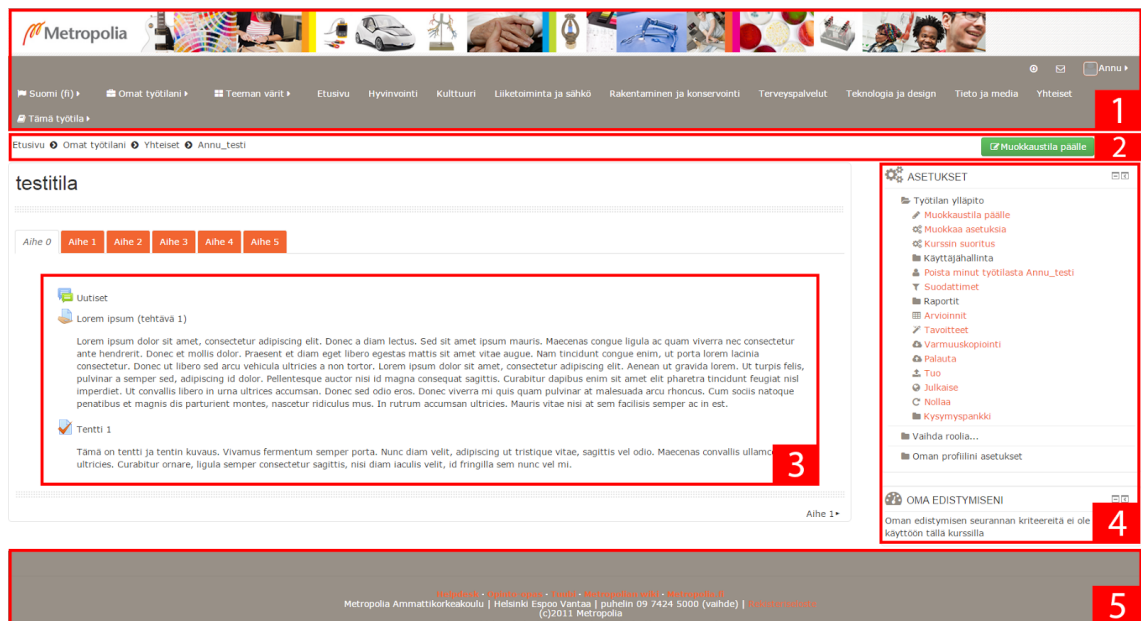 Metropolia
Annu
Suomi (fi) Omat työtilani Teeman värit Etusivu Hyvinvointi Kulttuuri Liiketoiminta ja sähkö Rakentaminen ja konservointi Terveyspalvelut Teknologia ja design Tieto ja media Yhteiset
Tämä työtila
1
Etusivu Omat työtilani Yhteiset Annu_testi
Muokkaustila päälle
2
testitila
Aihe 0 Aihe 1 Aihe 2 Aihe 3 Aihe 4 Aihe 5
Uutiset
Lorem ipsum (tehtävä 1)
Lorem ipsum dolor sit amet, consectetur adipiscing elit. Donec a diam lectus. Sed sit amet ipsum mauris. Maecenas congue ligula ac quam viverra nec consectetur
ante hendrerit. Donec et mollis dolor. Praesent et diam eget libero egestas mattis sit amet vitae augue. Nam tincidunt congue enim, ut porta lorem lacinia
consectetur. Donec ut libero sed arcu vehicula ultricies a non tortor. Lorem ipsum dolor sit amet, consectetur adipiscing elit. Aenean ut gravida lorem. Ut turpis felis,
pulvinar a semper sed, adipiscing id dolor. Pellentesque auctor nisi id magna consequat sagittis. Curabitur dapibus enim sit amet elit pharetra tincidunt feugiat nisl
imperdiet. Ut convallis libero in urna ultrices accumsan. Donec sed odio eros. Donec viverra mi quis quam pulvinar at malesuada arcu rhoncus. Cum sociis natoque
penatibus et magnis dis parturient montes, nascetur ridiculus mus. In rutrum accumsan ultricies. Mauris vitae nisi at sem facilisis semper ac in est.
Tentti 1
Tämä on tentti ja tentin kuvaus. Vivamus fermentum semper porta. Nunc diam velit, adipiscing ut tristique vitae, sagittis vel odio. Maecenas convallis ullamc
ultricies. Curabitur ornare, ligula semper consectetur sagittis, nisi diam iaculis velit, id fringilla sem nunc vel mi.
3
Aihe 1
ASETUKSET
Työtilan ylläpito
Muokkaustila päälle
Muokkaa asetuksia
Kurssin suoritus
Käyttäjähallinta
Poista minut työtilasta Annu_testi
Suodattimet
Raportit
Arvioinnit
Tavoitteet
Varmuuskopiointi
Palauta
Tuo
Julkaise
Nollaa
Kysymyspankki
Vaihda roolia...
Oman profiilini asetukset
OMA EDISTYMISENI
Oman edistymisen seurannan kriteereitä ei ole
käyttöön tällä kurssilla
4
Metropolia Ammattikorkeakoulu | Helsinki Espoo Vantaa | puhelin 09 7424 5000 (vaihde) |
(c)2011 Metropolia
5